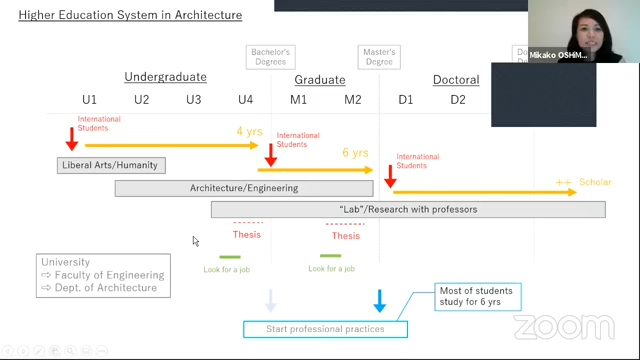 Higher Education System in Architecture
Mikako OSHM...
Bachelor's
Degrees
Master's
Degree
Undergraduate
Graduate
Doctoral
U1
U2
U3
U4
M1
M2
D1
D2
International
Students
4 yrs
International
Students
6 yrs
International
Students
++ Scholar
Liberal Arts/Humanity
Architecture/Engineering
"Lab"/Research with professors
Thesis
Thesis
Look for a job
Look for a job
University
⇨ Faculty of Engineering
⇨ Dept. of Architecture
Most of students
study for 6 yrs
Start professional practices
zoom